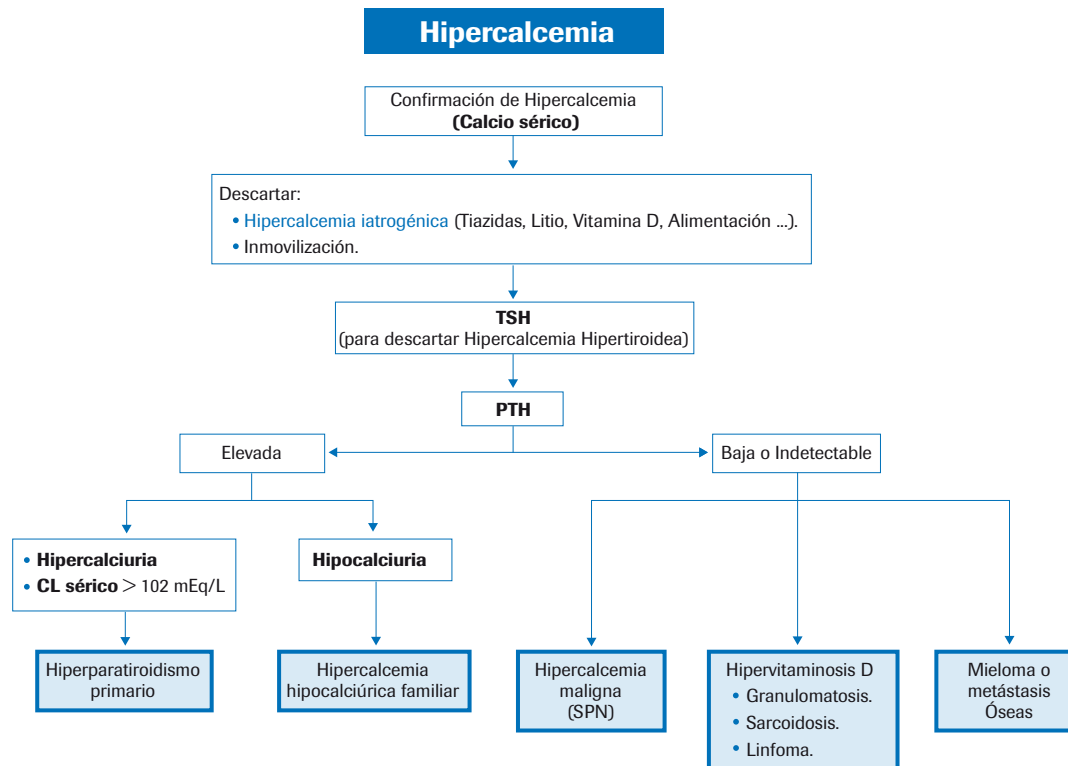 Hipercalcemia
Confirmación de Hipercalcemia
(Calcio sérico)
Descartar:
• Hipercalcemia iatrogénica (Tiazidas, Litio, Vitamina D, Alimentación ...).
• Inmovilización.
TSH
(para descartar Hipercalcemia Hipertiroidea)
PTH
Elevada
Baja o Indetectable
• Hipercalciuria
• CL sérico > 102 mEq/L
Hipocalciuria
Hiperparatiroidismo
primario
Hipercalcemia
hipocalciúrica familiar
Hipercalcemia
maligna
(SPN)
Hipervitaminosis D
• Granulomatosis.
• Sarcoidosis.
• Linfoma.
Mieloma o
metástasis
Óseas